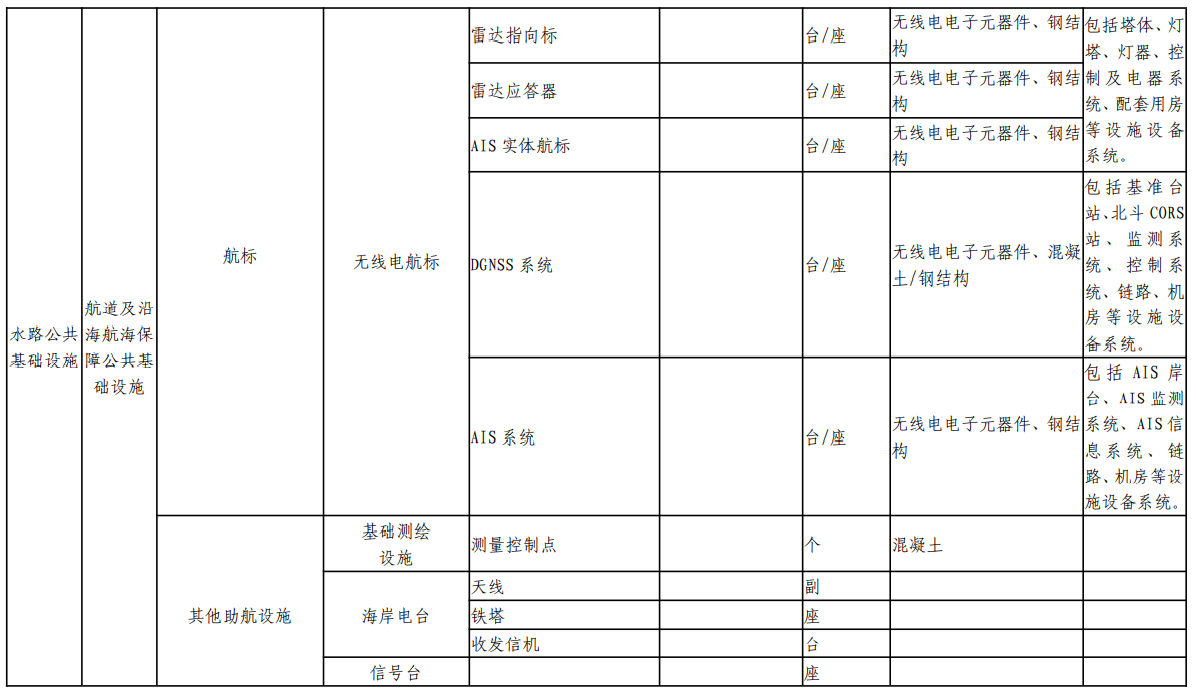 水路公共
基础设施
航道及沿
海航海保
障公共基
础设施
航标
无线电航标
雷达指向标
台/座
无线电电子元器件、钢结
构
包括塔体、灯
塔、灯器、控
制及电器系
统、配套用房
等设施设备
系统。
雷达应答器
台/座
无线电电子元器件、钢结
构
AIS 实体航标
台/座
无线电电子元器件、钢结
构
DGNSS 系统
台/座
无线电电子元器件、混凝
土/钢结构
包括基准台
站、北斗 CORS
站、监测系
统、控制系
统、链路、机
房等设施设
备系统。
AIS 系统
台/座
无线电电子元器件、钢结
构
包括 AIS 岸
台、AIS 监测
系统、AIS 信
息系统、链
路、机房等设
施设备系统。
其他助航设施
基础测绘
设施
测量控制点
个
混凝土
海岸电台
天线
副
铁塔
座
收发信机
台
信号台
座